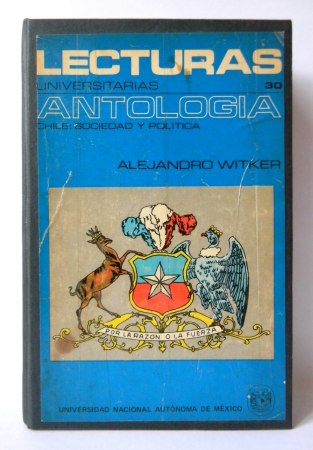 LECTURAS
UNIVERSITARIAS 30
ANTOLOGIA
CHILE: SOCIEDAD Y POLITICA
ALEJANDRO WITKER
POR LA RAZON O LA FUERZA
UNIVERSIDAD NACIONAL AUTÓNOMA DE MÉXICO